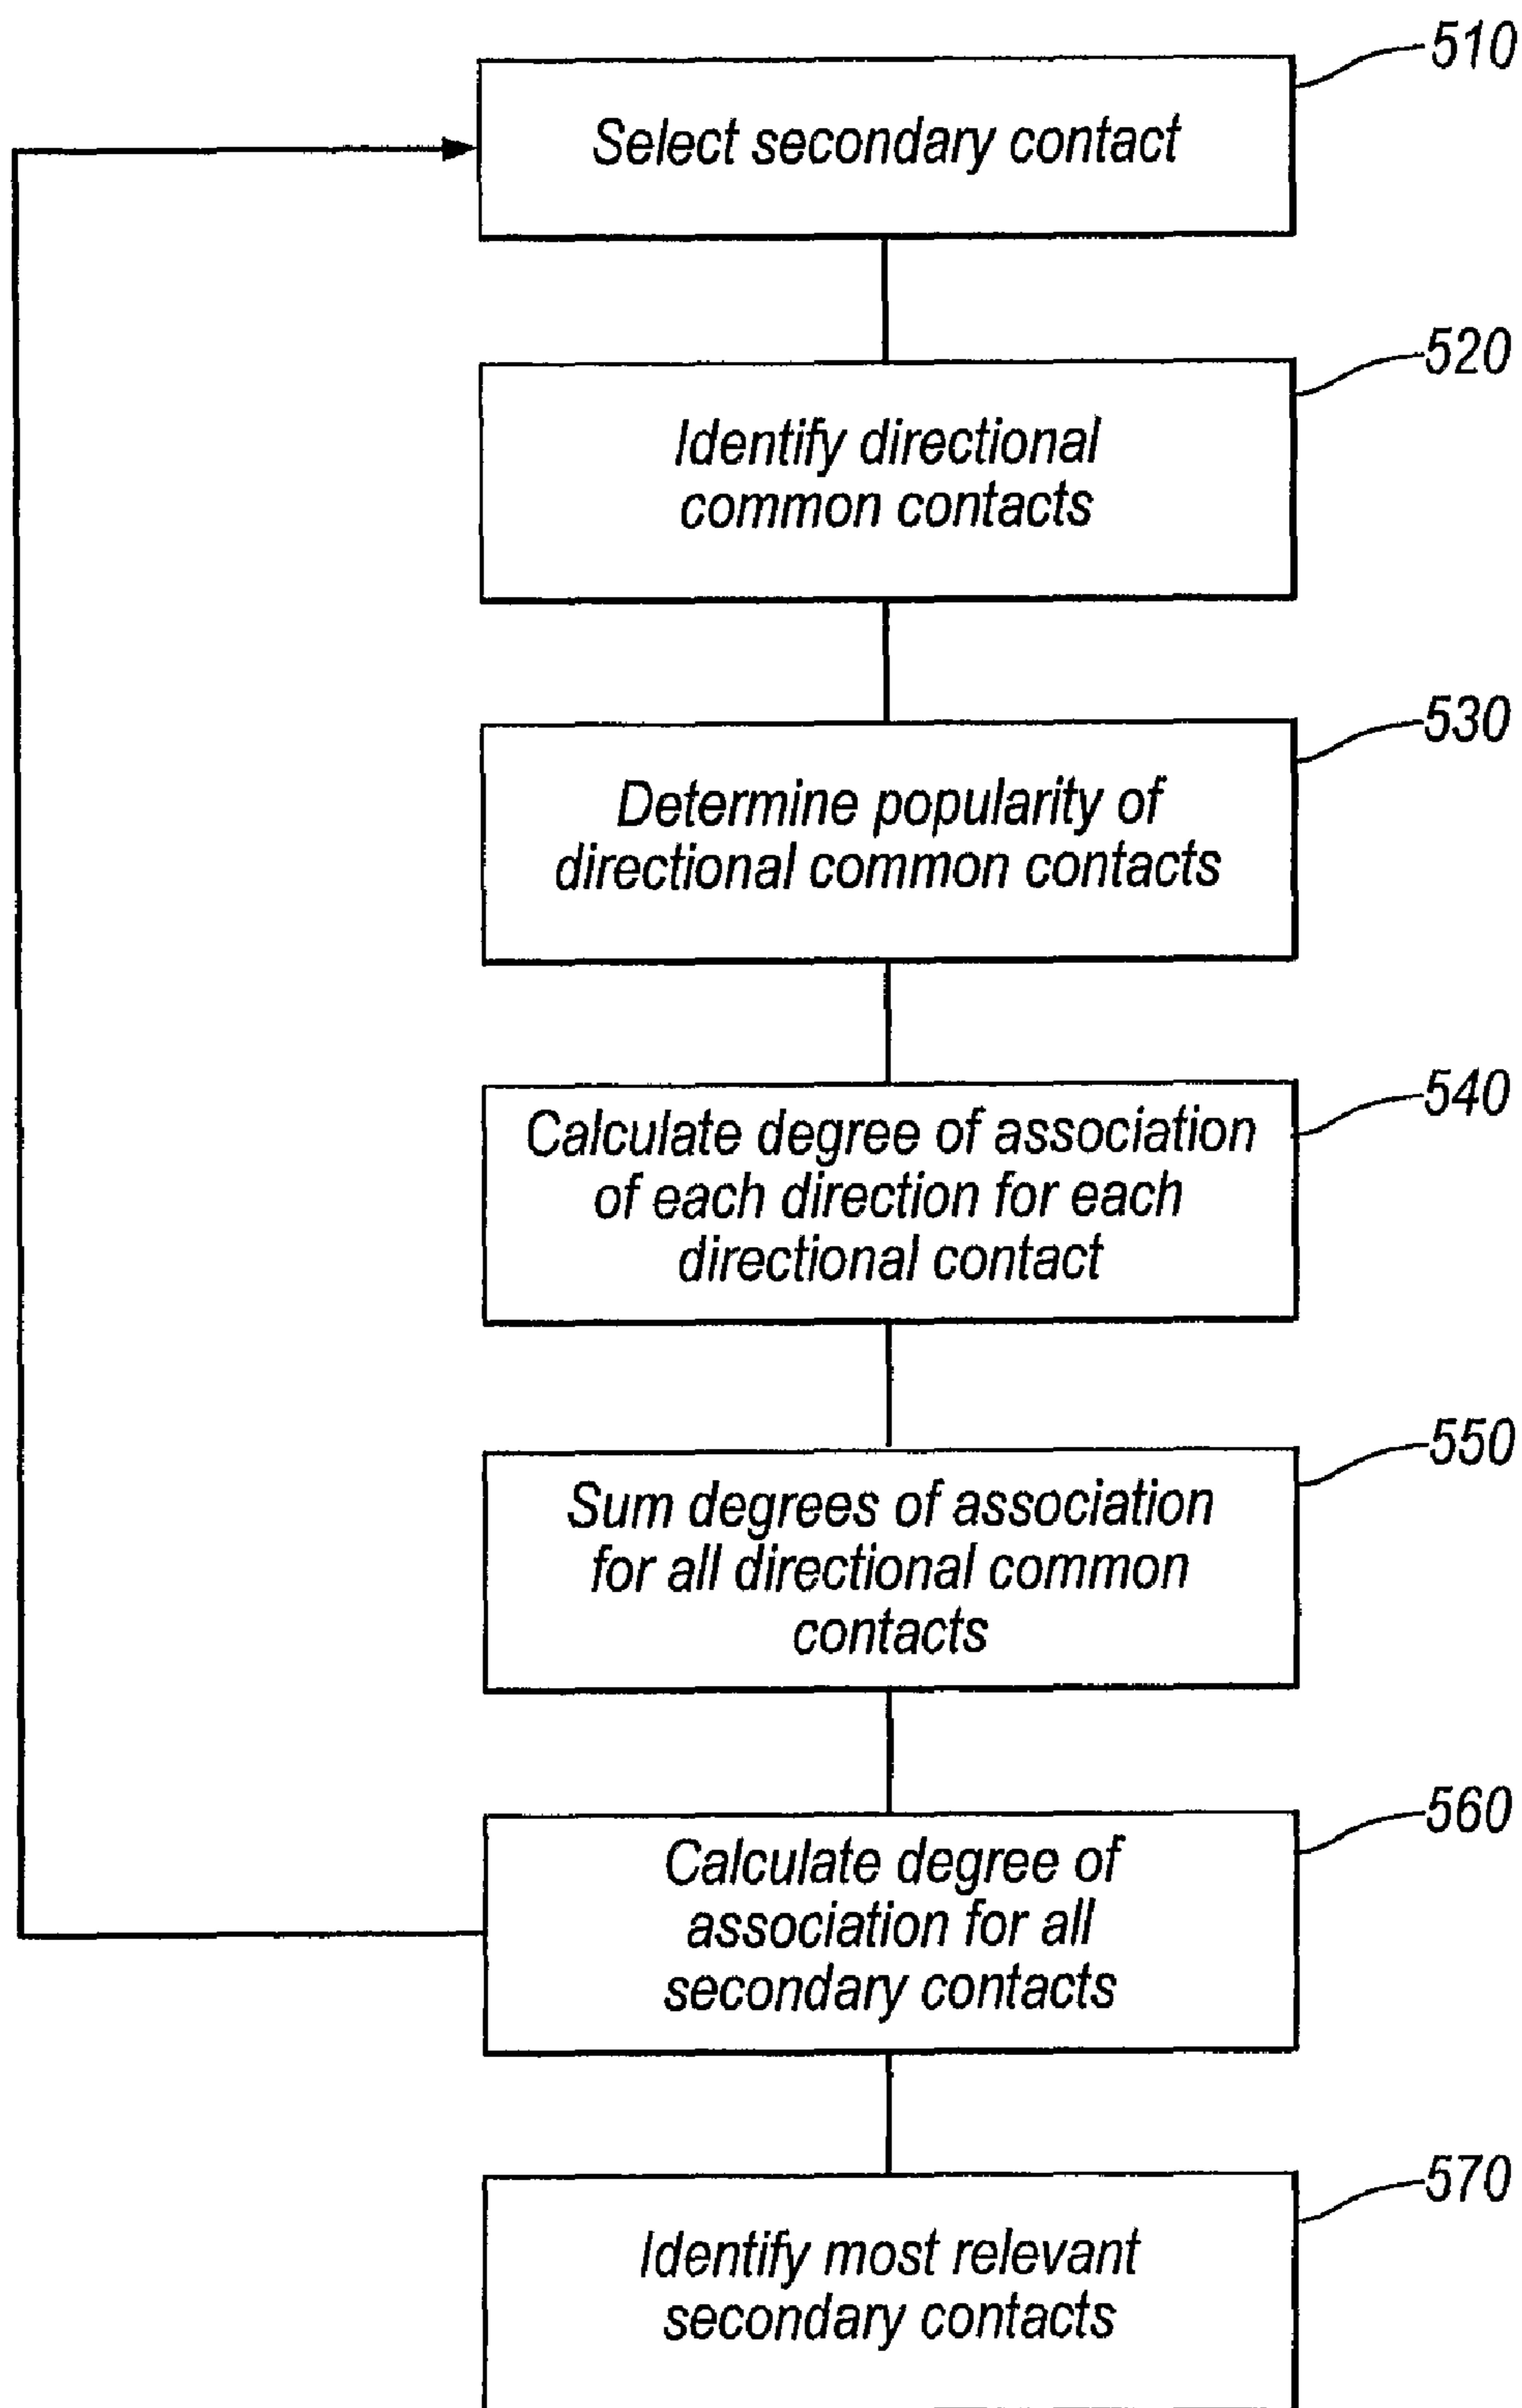 510
Select secondary contact
520
Identify directional
common contacts
530
Determine popularity of
directional common contacts
540
Calculate degree of association
of each direction for each
directional contact
550
Sum degrees of association
for all directional common
contacts
560
Calculate degree of
association for all
secondary contacts
570
Identify most relevant
secondary contacts